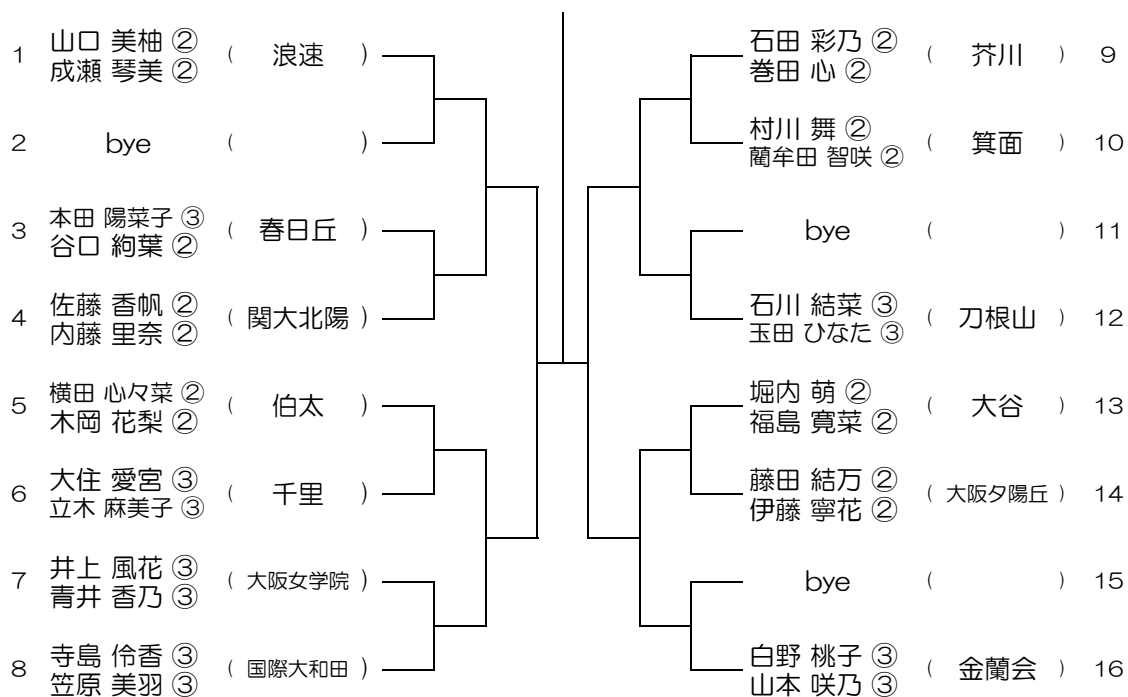 1 山口 美柚 ② ( 浪速 )
成瀬 琴美 ②
2 bye ( )
3 本田 陽菜子 ③ ( 春日丘 )
谷口 絢葉 ②
4 佐藤 香帆 ② ( 関大北陽 )
内藤 里奈 ②
5 横田 心々菜 ② ( 伯太 )
木岡 花梨 ②
6 大住 愛宮 ③ ( 千里 )
立木 麻美子 ③
7 井上 風花 ③ ( 大阪女学院 )
青井 香乃 ③
8 寺島 伶香 ③ ( 国際大和田 )
笠原 美羽 ③
石田 彩乃 ② ( 芥川 ) 9
巻田 心 ②
村川 舞 ② ( 箕面 ) 10
藺牟田 智咲 ②
bye ( ) 11
石川 結菜 ③ ( 刀根山 ) 12
玉田 ひなた ③
堀内 萌 ② ( 大谷 ) 13
福島 寛菜 ②
藤田 結万 ② ( 大阪夕陽丘 ) 14
伊藤 寧花 ②
bye ( ) 15
白野 桃子 ③ ( 金蘭会 ) 16
山本 咲乃 ③